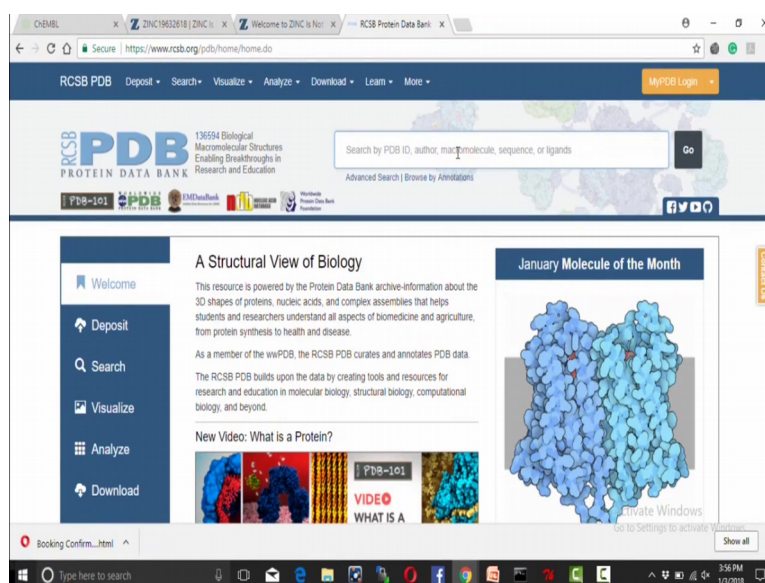 ChEMBL
ZINC19632618 | ZINC Is
Welcome to ZINC Is Not
RCSB Protein Data Bank
Secure | https://www.rcsb.org/pdb/home/home.do
RCSB PDB Deposit Search Visualize Analyze Download Learn More
MyPDB Login
RCSB
PDB
PROTEIN DATA BANK
136594 Biological
Macromolecular Structures
Enabling Breakthroughs in
Research and Education
Search by PDB ID, author, macromolecule, sequence, or ligands
Go
Advanced Search | Browse by Annotations
PDB-101
WORLDWIDE
PDB
EMDataBank
Worldwide
Protein Data Bank
Foundation
Welcome
Deposit
Search
Visualize
Analyze
Download
A Structural View of Biology
This resource is powered by the Protein Data Bank archive-information about the
3D shapes of proteins, nucleic acids, and complex assemblies that helps
students and researchers understand all aspects of biomedicine and agriculture,
from protein synthesis to health and disease.
As a member of the wwPDB, the RCSB PDB curates and annotates PDB data.
The RCSB PDB builds upon the data by creating tools and resources for
research and education in molecular biology, structural biology, computational
biology, and beyond.
New Video: What is a Protein?
PDB-101
VIDEO
WHAT IS A
January Molecule of the Month
Contact Us
Activate Windows
Go to Settings to activate Windows.
Booking Confirm....html
Show all
Type here to search
3:56 PM
1/3/2018